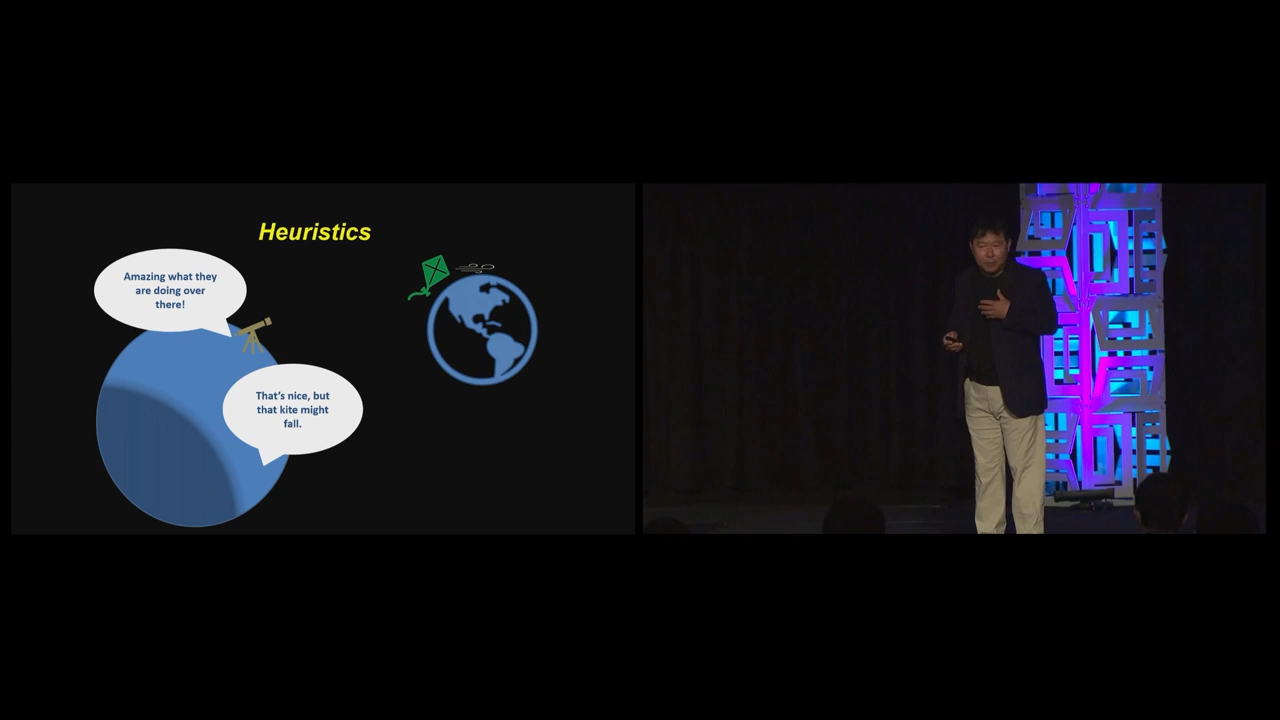 Heuristics
Amazing what they
are doing over
there!
That's nice, but
that kite might
fall.